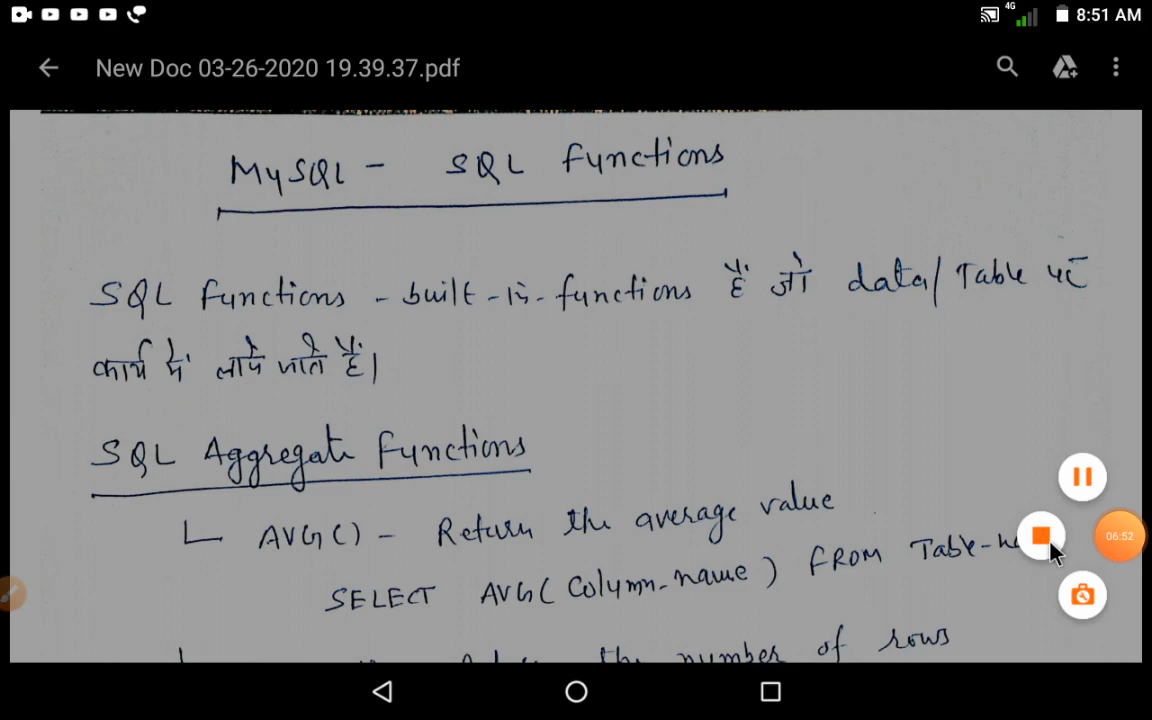 4G 8:51 AM
New Doc 03-26-2020 19.39.37.pdf
MySQL - SQL functions
SQL functions - built-in-functions हैं जो data/Table पर
कार्य में लाये जाते हैं।
SQL Aggregate Functions
AVG() - Return the average value
SELECT AVG(Column-name) FROM Table-
06:52
the number of rows